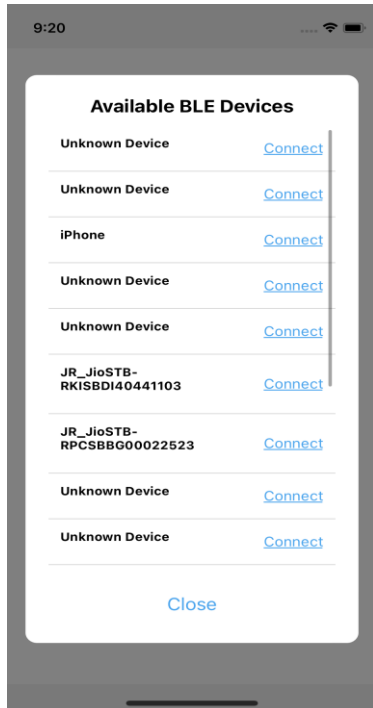 9:20
Available BLE Devices
Unknown Device
Connect
Unknown Device
Connect
iPhone
Connect
Unknown Device
Connect
Unknown Device
Connect
JR_JioSTB-
RKISBDI40441103
Connect
JR_JioSTB-
RPCSBBG00022523
Connect
Unknown Device
Connect
Unknown Device
Connect
Close